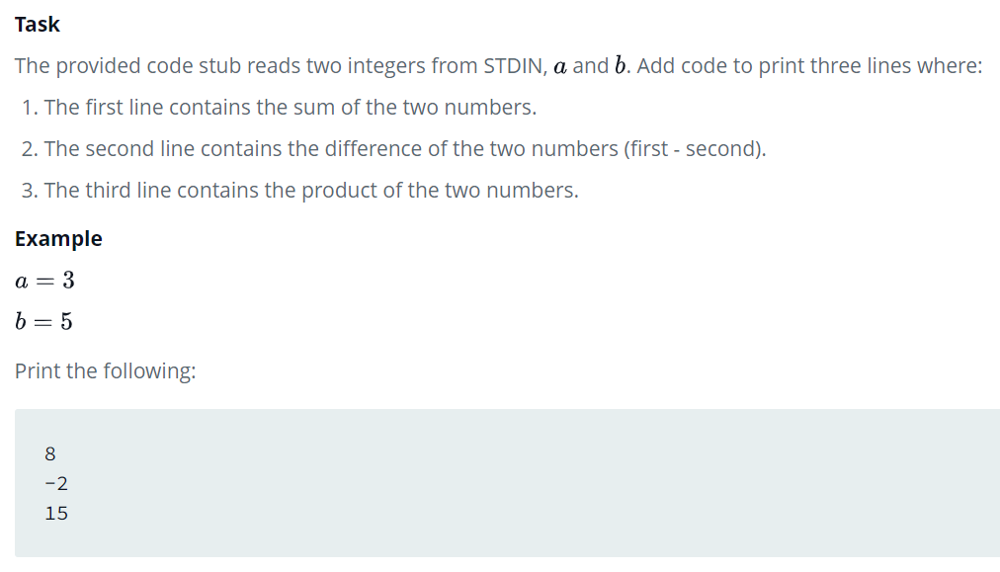 Task
The provided code stub reads two integers from STDIN, a and b. Add code to print three lines where:
1. The first line contains the sum of the two numbers.
2. The second line contains the difference of the two numbers (first - second).
3. The third line contains the product of the two numbers.
Example
a = 3
b = 5
Print the following:
8
-2
15